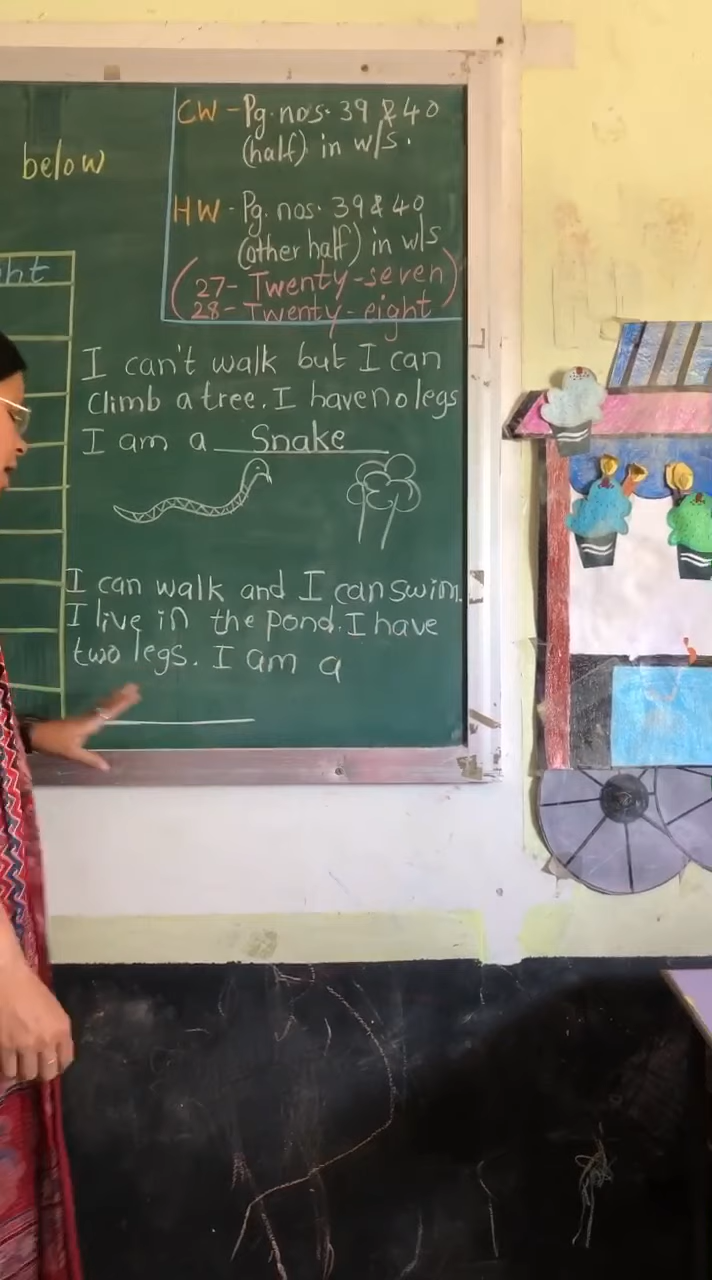 below
ht
CW - Pg. nos. 39 & 40
(half) in w/s.
HW - Pg. nos. 39 & 40
(other half) in w/s
(27- Twenty-seven)
28- Twenty-eight
I can't walk but I can
climb a tree. I have no legs
I am a Snake
I can walk and I can swim.
I live in the pond. I have
two legs. I am a